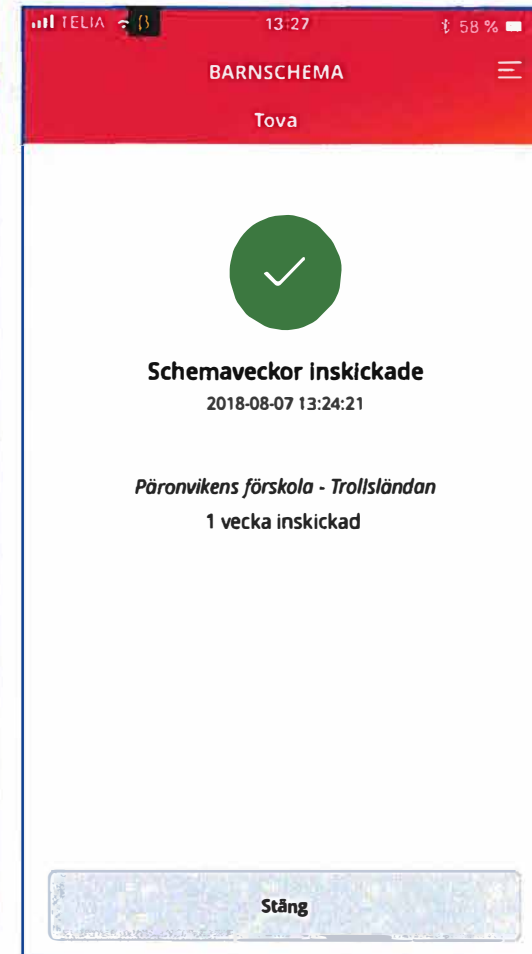 TELIA 13:27 58 %
BARNSCHEMA
Tova
Schemaveckor inskickade
2018-08-07 13:24:21
Päronvikens förskola - Trollsländan
1 vecka inskickad
Stäng